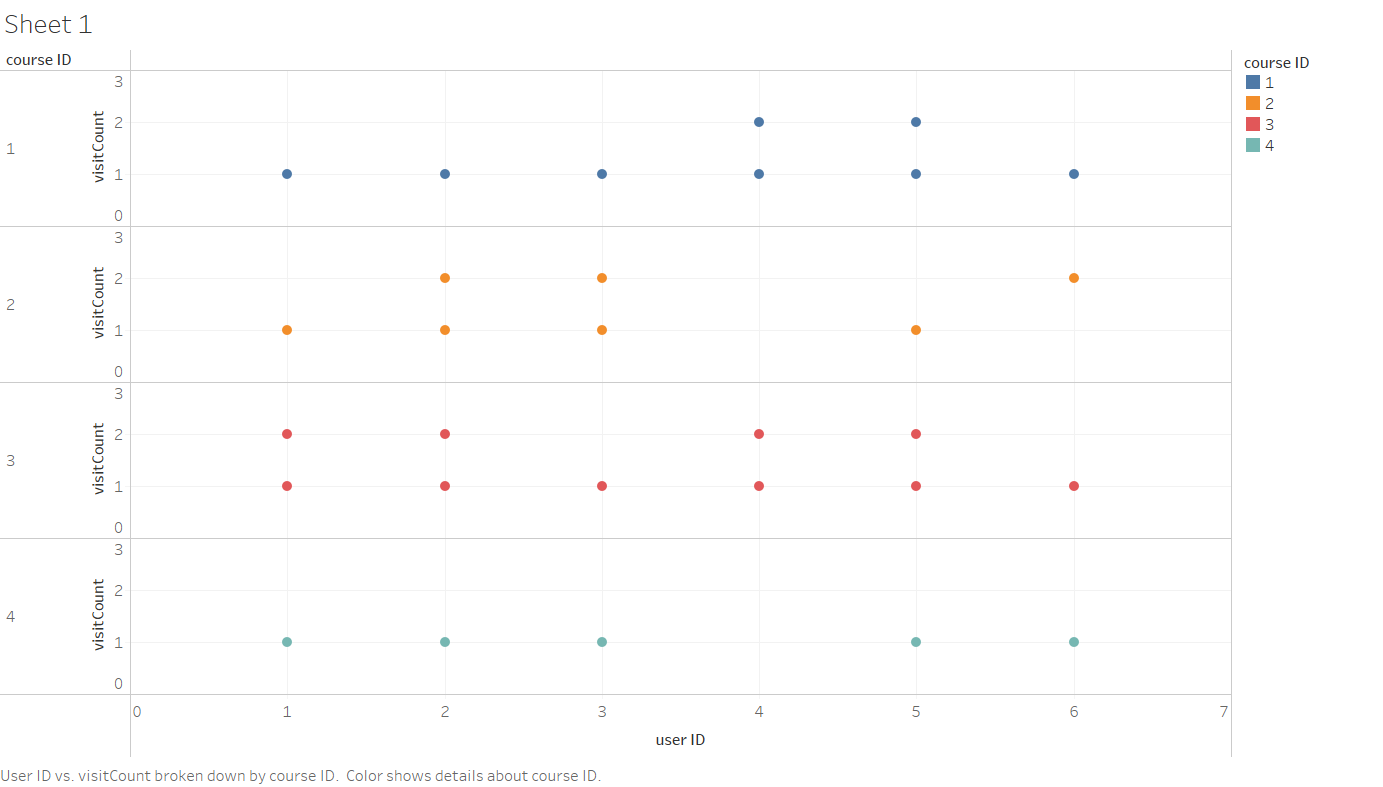 Sheet 1
course ID
1
visitCount
3
2
1
0
2
visitCount
3
2
1
0
3
visitCount
3
2
1
0
4
visitCount
3
2
1
0
0 1 2 3 4 5 6 7
user ID
course ID
1
2
3
4
User ID vs. visitCount broken down by course ID.  Color shows details about course ID.